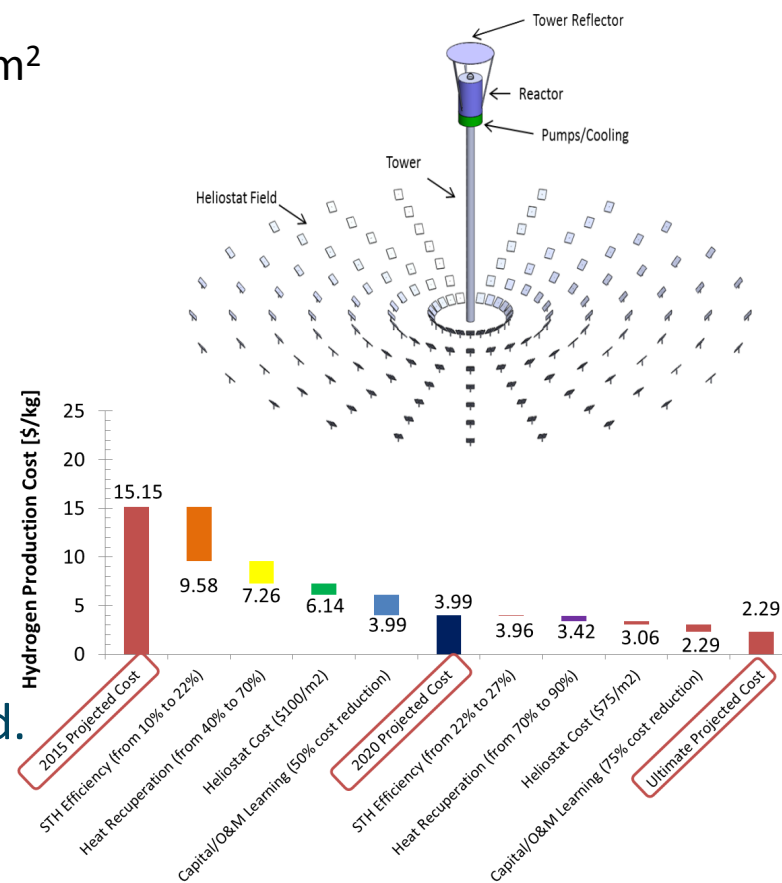 m²
Tower Reflector
Reactor
Pumps/Cooling
Tower
Heliostat Field
Hydrogen Production Cost [$/kg]
25
20
15
10
5
0
15.15
9.58
7.26
6.14
3.99
3.99
3.96
3.42
3.06
2.29
2.29
d.
2015 Projected Cost
STH Efficiency (from 10% to 22%)
Heat Recuperation (from 40% to 70%)
Heliostat Cost ($100/m2)
Capital/O&M Learning (50% cost reduction)
2020 Projected Cost
STH Efficiency (from 22% to 27%)
Heat Recuperation (from 70% to 90%)
Heliostat Cost ($75/m2)
Capital/O&M Learning (75% cost reduction)
Ultimate Projected Cost